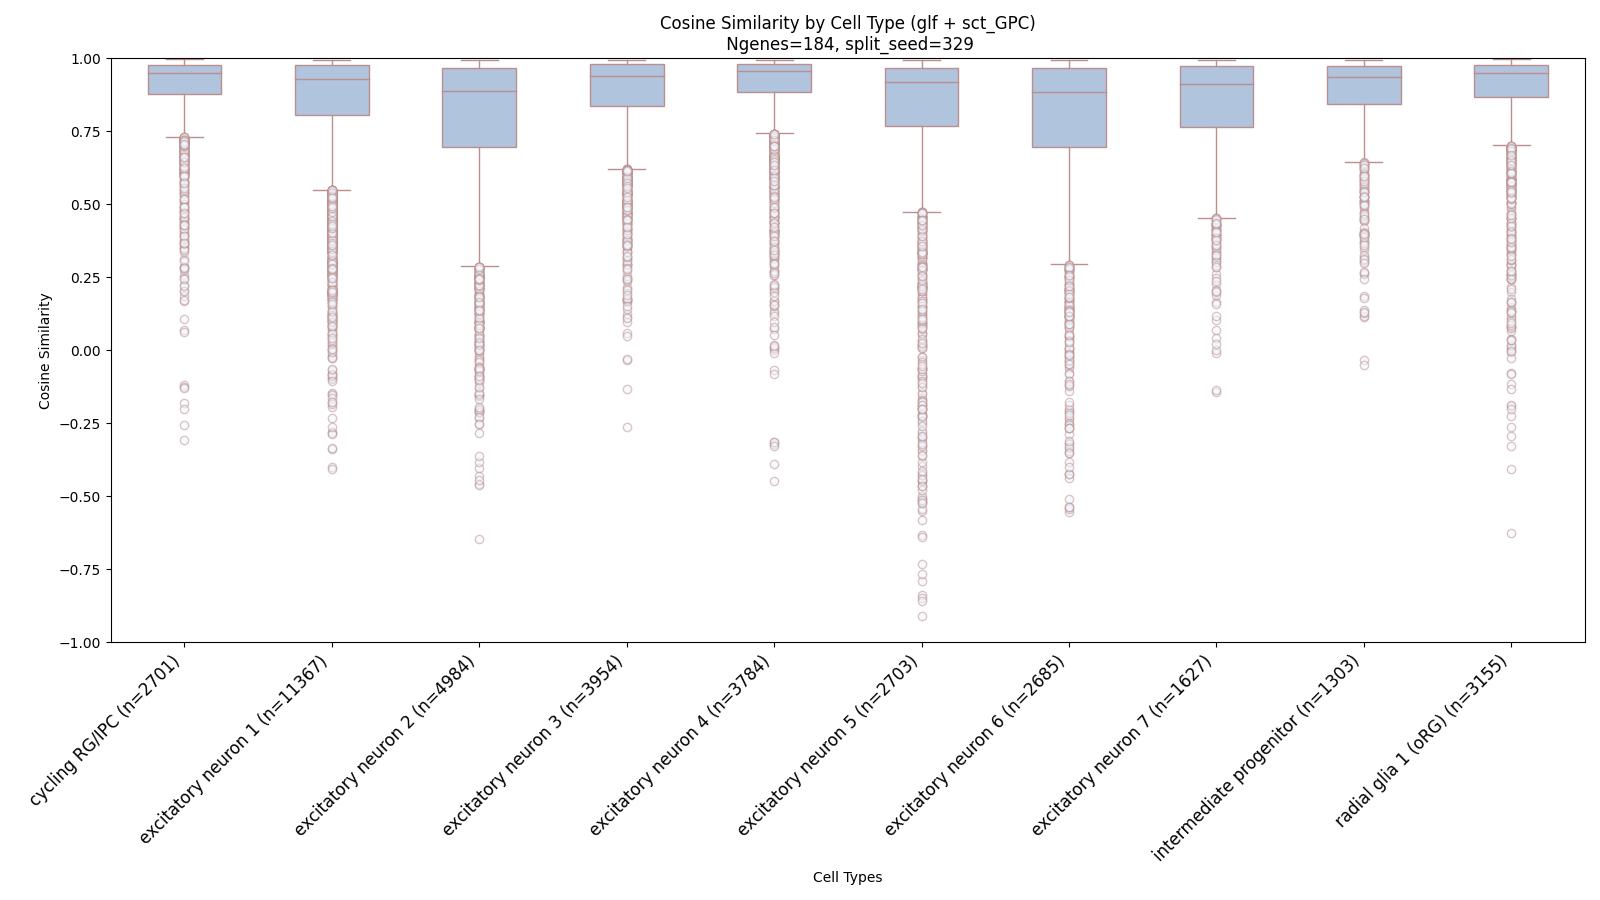 Cosine Similarity by Cell Type (glf + sct_GPC)
Ngenes=184, split_seed=329
Cosine Similarity
1.00
0.75
0.50
0.25
0.00
−0.25
−0.50
−0.75
−1.00
cycling RG/IPC (n=2701)
excitatory neuron 1 (n=11367)
excitatory neuron 2 (n=4984)
excitatory neuron 3 (n=3954)
excitatory neuron 4 (n=3784)
excitatory neuron 5 (n=2703)
excitatory neuron 6 (n=2685)
excitatory neuron 7 (n=1627)
intermediate progenitor (n=1303)
radial glia 1 (oRG) (n=3155)
Cell Types